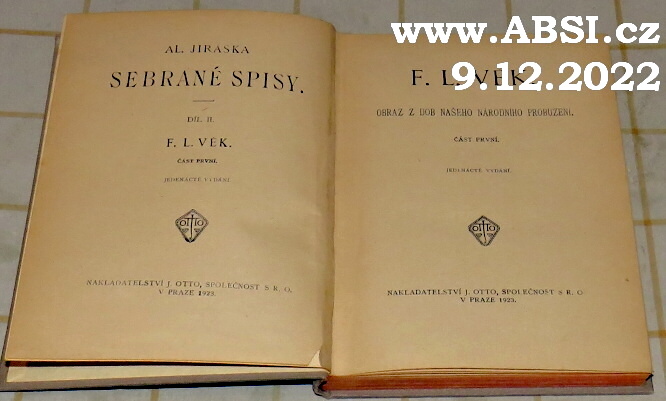 AL. JIRÁSKA
SEBRANÉ SPISY.
DÍL II.
F. L. VĚK.
ČÁST PRVNÍ.
JEDENÁCTÉ VYDÁNÍ.
OTTO
NAKLADATELSTVÍ J. OTTO, SPOLEČNOST S R. O.
V PRAZE 1923.
www.ABSI.cz
9.12.2022
F. L. VĚK.
OBRAZ Z DOB NAŠEHO NÁRODNÍHO PROBUZENÍ.
ČÁST PRVNÍ.
JEDENÁCTÉ VYDÁNÍ.
OTTO
NAKLADATELSTVÍ J. OTTO, SPOLEČNOST S R. O.
V PRAZE 1923.